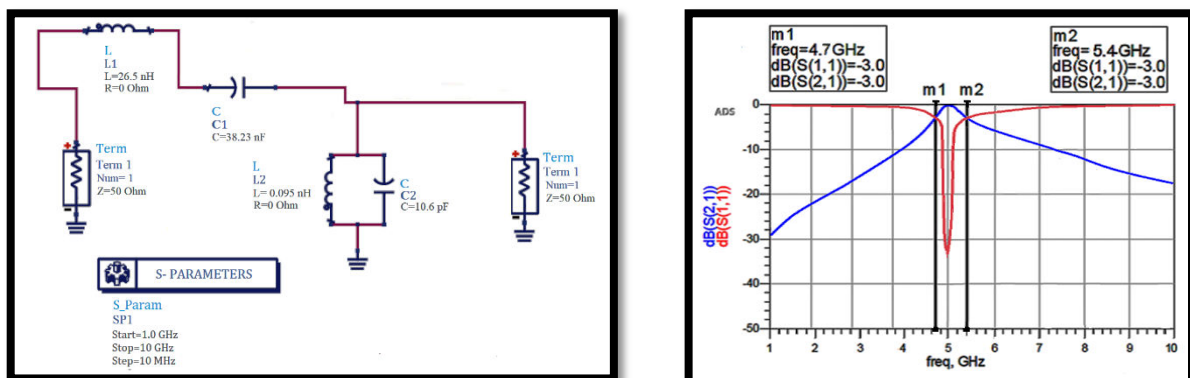 L
L1
L=26.5 nH
R=0 Ohm
C
C1
C=38.23 nF
Term
Term 1
Num= 1
Z=50 Ohm
L
L2
L= 0.095 nH
R=0 Ohm
C
C2
C=10.6 pF
Term
Term 1
Num=1
Z=50 Ohm
S- PARAMETERS
S_Param
SP1
Start=1.0 GHz
Stop=10 GHz
Step=10 MHz
m1
freq=4.7GHz
dB(S(1,1))=-3.0
dB(S(2,1))=-3.0
m2
freq= 5.4GHz
dB(S(1,1))=-3.0
dB(S(2,1))=-3.0
m1 m2
ADS
0
-10
-20
-30
-40
-50
dB(S(2,1))
dB(S(1,1))
1 2 3 4 5 6 7 8 9 10
freq, GHz